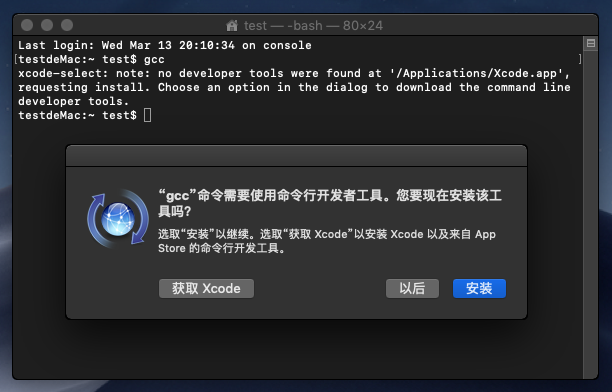 test — -bash — 80×24
Last login: Wed Mar 13 20:10:34 on console
[testdeMac:~ test$ gcc ]
xcode-select: note: no developer tools were found at '/Applications/Xcode.app',
requesting install. Choose an option in the dialog to download the command line
developer tools.
testdeMac:~ test$
“gcc”命令需要使用命令行开发者工具。您要现在安装该工
具吗?
选取“安装”以继续。选取“获取 Xcode”以安装 Xcode 以及来自 App
Store 的命令行开发工具。
获取 Xcode 以后 安装